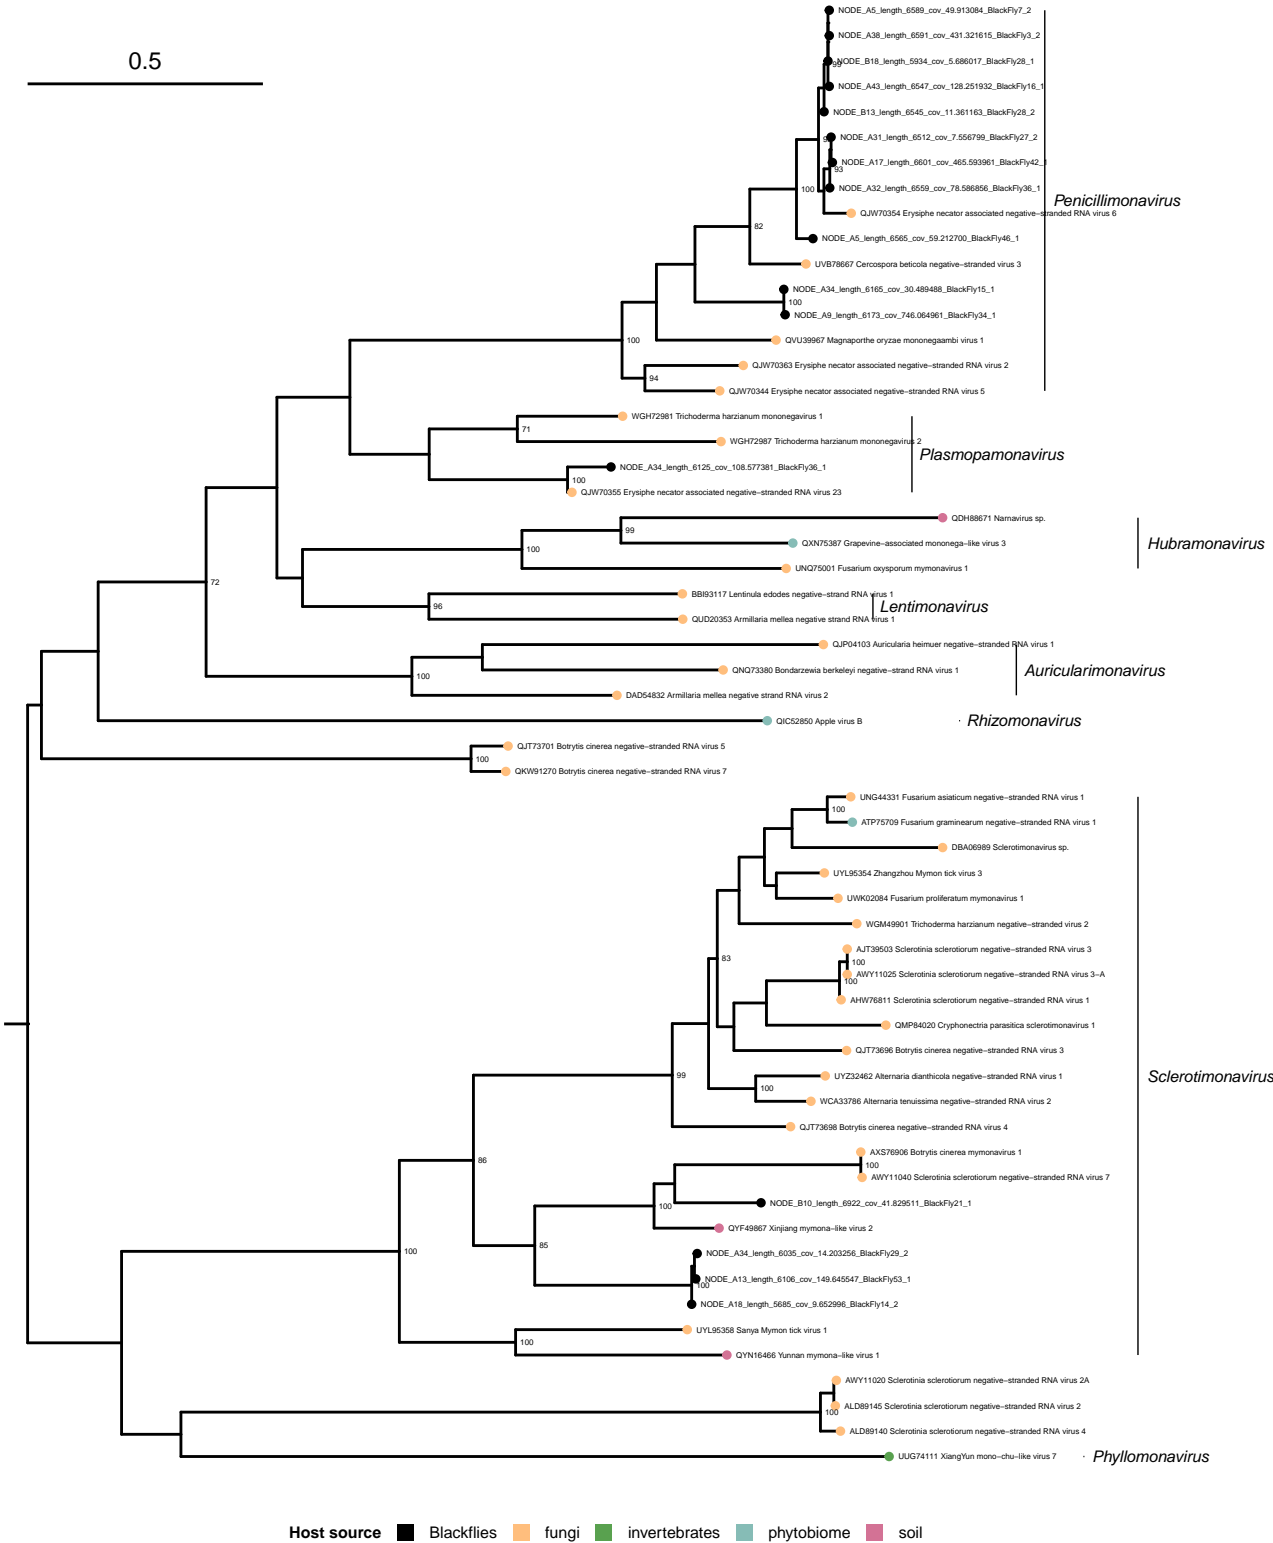 0.5
NODE_A5_length_6589_cov_49.913084_BlackFly7_2
NODE_A38_length_6591_cov_431.321615_BlackFly3_2
NODE_B18_length_5934_cov_5.686017_BlackFly28_1
99
NODE_A43_length_6547_cov_128.251932_BlackFly16_1
NODE_B13_length_6545_cov_11.361163_BlackFly28_2
NODE_A31_length_6512_cov_7.556799_BlackFly27_2
NODE_A17_length_6601_cov_465.593961_BlackFly42_1
93
NODE_A32_length_6559_cov_78.586856_BlackFly36_1
100
Penicillimonavirus
QJW70354 Erysiphe necator associated negative−stranded RNA virus 6
82
NODE_A5_length_6565_cov_59.212700_BlackFly46_1
UVB78667 Cercospora beticola negative−stranded virus 3
NODE_A34_length_6165_cov_30.489488_BlackFly15_1
100
NODE_A9_length_6173_cov_746.064961_BlackFly34_1
100
QVU39967 Magnaporthe oryzae mononegaambi virus 1
QJW70363 Erysiphe necator associated negative−stranded RNA virus 2
94
QJW70344 Erysiphe necator associated negative−stranded RNA virus 5
WGH72981 Trichoderma harzianum mononegavirus 1
71
WGH72987 Trichoderma harzianum mononegavirus 2
Plasmopamonavirus
NODE_A34_length_6125_cov_108.577381_BlackFly36_1
100
QJW70355 Erysiphe necator associated negative−stranded RNA virus 23
QDH88671 Narnavirus sp.
99
QXN75387 Grapevine−associated mononega−like virus 3
Hubramonavirus
100
UNQ75001 Fusarium oxysporum mymonavirus 1
72
BBI93117 Lentinula edodes negative−strand RNA virus 1
96
Lentimonavirus
QUD20353 Armillaria mellea negative strand RNA virus 1
QJP04103 Auricularia heimuer negative−stranded RNA virus 1
QNQ73380 Bondarzewia berkeleyi negative−strand RNA virus 1
Auricularimonavirus
100
DAD54832 Armillaria mellea negative strand RNA virus 2
QIC52850 Apple virus B
Rhizomonavirus
QJT73701 Botrytis cinerea negative−stranded RNA virus 5
100
QKW91270 Botrytis cinerea negative−stranded RNA virus 7
UNG44331 Fusarium asiaticum negative−stranded RNA virus 1
100
ATP75709 Fusarium graminearum negative−stranded RNA virus 1
DBA06989 Sclerotimonavirus sp.
UYL95354 Zhangzhou Mymon tick virus 3
UWK02084 Fusarium proliferatum mymonavirus 1
WGM49901 Trichoderma harzianum negative−stranded virus 2
AJT39503 Sclerotinia sclerotiorum negative−stranded RNA virus 3
83
100
AWY11025 Sclerotinia sclerotiorum negative−stranded RNA virus 3−A
100
AHW76811 Sclerotinia sclerotiorum negative−stranded RNA virus 1
QMP84020 Cryphonectria parasitica sclerotimonavirus 1
QJT73696 Botrytis cinerea negative−stranded RNA virus 3
99
UYZ32462 Alternaria dianthicola negative−stranded RNA virus 1
Sclerotimonavirus
100
WCA33786 Alternaria tenuissima negative−stranded RNA virus 2
QJT73698 Botrytis cinerea negative−stranded RNA virus 4
AXS76906 Botrytis cinerea mymonavirus 1
86
100
AWY11040 Sclerotinia sclerotiorum negative−stranded RNA virus 7
NODE_B10_length_6922_cov_41.829511_BlackFly21_1
100
QYF49867 Xinjiang mymona−like virus 2
85
100
NODE_A34_length_6035_cov_14.203256_BlackFly29_2
NODE_A13_length_6106_cov_149.645547_BlackFly53_1
100
NODE_A18_length_5685_cov_9.652996_BlackFly14_2
UYL95358 Sanya Mymon tick virus 1
100
QYN16466 Yunnan mymona−like virus 1
AWY11020 Sclerotinia sclerotiorum negative−stranded RNA virus 2A
ALD89145 Sclerotinia sclerotiorum negative−stranded RNA virus 2
100
ALD89140 Sclerotinia sclerotiorum negative−stranded RNA virus 4
UUG74111 XiangYun mono−chu−like virus 7
Phyllomonavirus
Host source Blackflies fungi invertebrates phytobiome soil